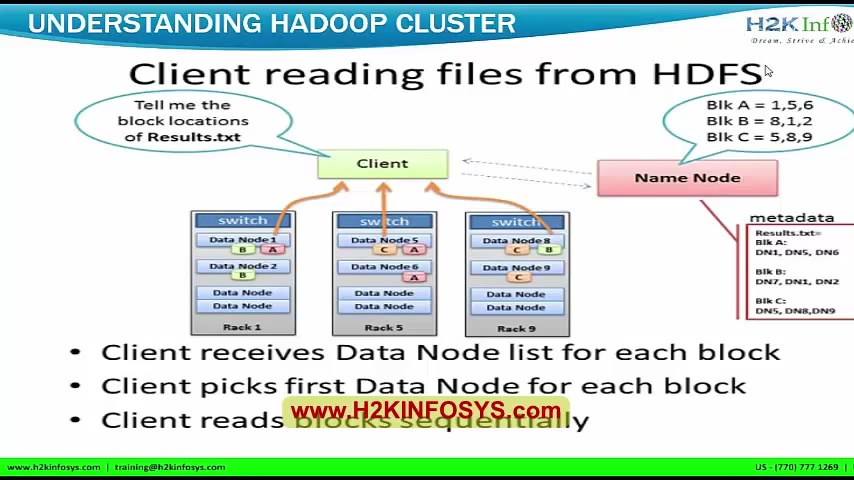 UNDERSTANDING HADOOP CLUSTER
H2K Inf
Dream, Strive & Achie
Client reading files from HDFS
Tell me the
block locations
of Results.txt
Blk A = 1,5,6
Blk B = 8,1,2
Blk C = 5,8,9
Client
Name Node
switch
Data Node 1
B A
Data Node 2
B
Data Node
Data Node
Rack 1
switch
Data Node 5
C A
Data Node 6
A
Data Node
Data Node
Rack 5
switch
Data Node 8
C B
Data Node 9
C
Data Node
Data Node
Rack 9
metadata
Results.txt=
Blk A:
DN1, DN5, DN6
Blk B:
DN7, DN1, DN2
Blk C:
DN5, DN8,DN9
• Client receives Data Node list for each block
• Client picks first Data Node for each block
• Client reads blocks sequentially
www.H2KINFOSYS.com
www.h2kinfosys.com | training@h2kinfosys.com
US - (770) 777 1269 |